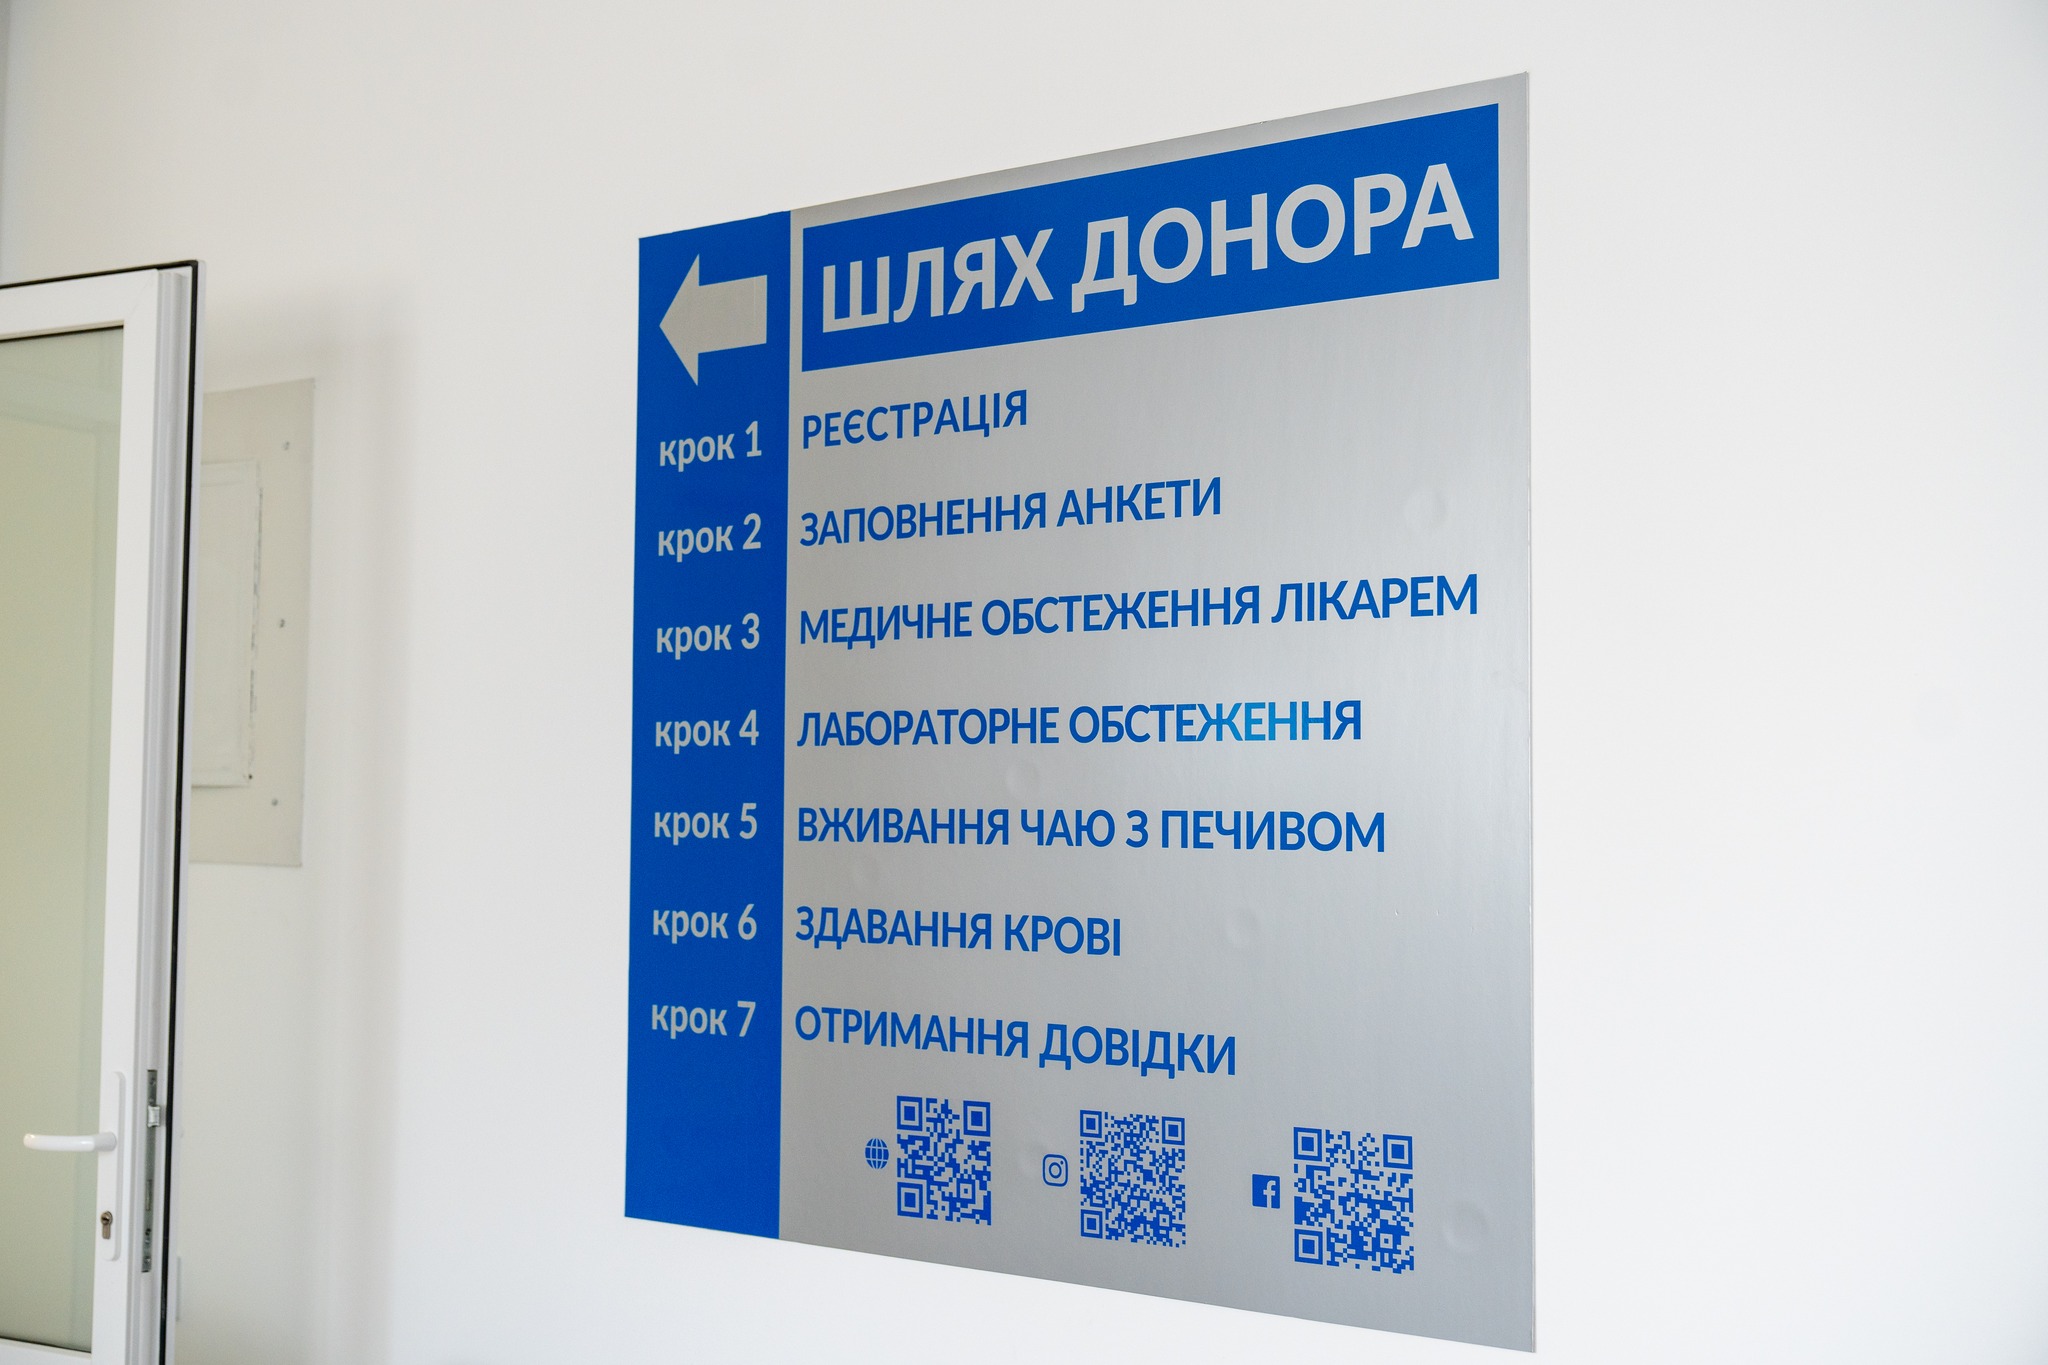 ШЛЯХ ДОНОРА
крок 1 РЕЄСТРАЦІЯ
крок 2 ЗАПОВНЕННЯ АНКЕТИ
крок 3 МЕДИЧНЕ ОБСТЕЖЕННЯ ЛІКАРЕМ
крок 4 ЛАБОРАТОРНЕ ОБСТЕЖЕННЯ
крок 5 ВЖИВАННЯ ЧАЮ З ПЕЧИВОМ
крок 6 ЗДАВАННЯ КРОВІ
крок 7 ОТРИМАННЯ ДОВІДКИ